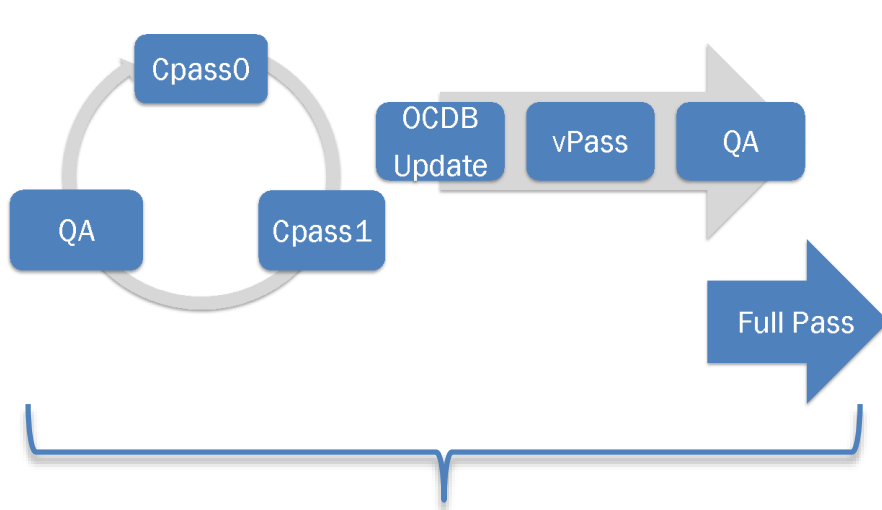 Cpass0
QA
Cpass1
OCDB
Update
vPass
QA
Full Pass